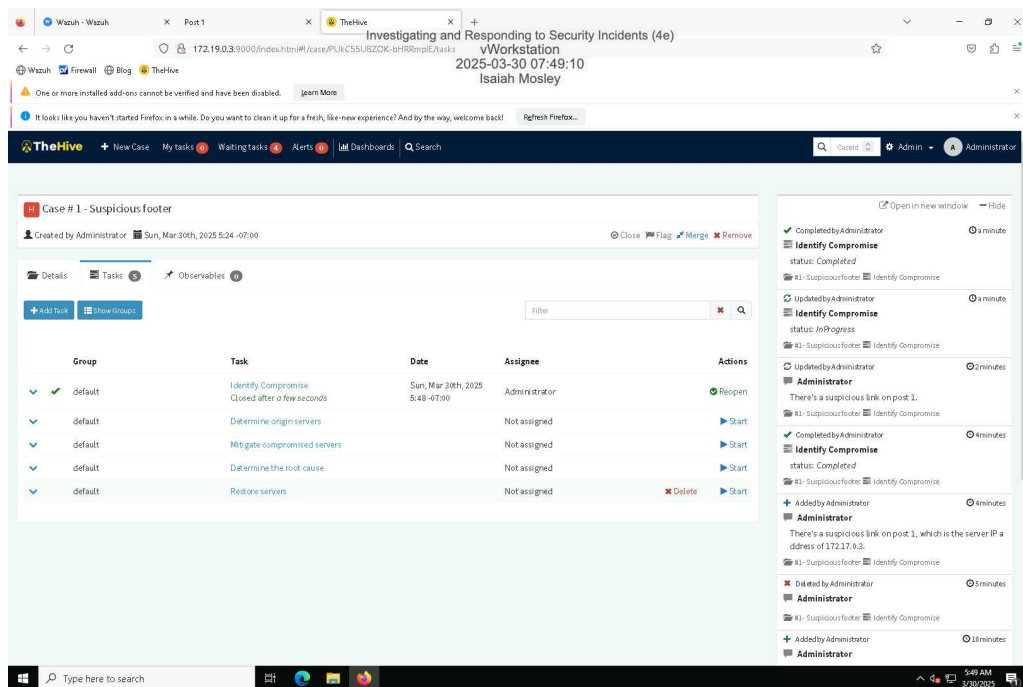 Wazuh - Wazuh
Post 1
TheHive
Investigating and Responding to Security Incidents (4e)
vWorkstation
2025-03-30 07:49:10
Isaiah Mosley
Wazuh Firewall Blog TheHive
One or more installed add-ons cannot be verified and have been disabled. Learn More
It looks like you haven't started Firefox in a while. Do you want to clean it up for a fresh, like-new experience? And by the way, welcome back! Refresh Firefox...
TheHive + New Case My tasks 0 Waiting tasks 4 Alerts 0 Dashboards Search CaseId Admin A Administrator
H Case # 1 - Suspicious footer
Created by Administrator Sun, Mar 30th, 2025 5:24 -07:00 Close Flag Merge Remove
Details Tasks 5 Observables 0
+ Add Task Show Groups Filter
Group Task Date Assignee Actions
default Identify Compromise Sun, Mar 30th, 2025 Administrator Reopen
Closed after a few seconds 5:48 -07:00
default Determine origin servers Not assigned Start
default Mitigate compromised servers Not assigned Start
default Determine the root cause Not assigned Start
default Restore servers Not assigned Delete Start
Open in new window Hide
Completed by Administrator a minute
Identify Compromise
status: Completed
#1- Suspicious footer Identify Compromise
Updated by Administrator a minute
Identify Compromise
status: InProgress
#1- Suspicious footer Identify Compromise
Updated by Administrator 2 minutes
Administrator
There's a suspicious link on post 1.
#1- Suspicious footer Identify Compromise
Completed by Administrator 4 minutes
Identify Compromise
status: Completed
#1- Suspicious footer Identify Compromise
+ Added by Administrator 4 minutes
Administrator
There's a suspicious link on post 1, which is the server IP a
ddress of 172.17.0.3.
#1- Suspicious footer Identify Compromise
Deleted by Administrator 5 minutes
Administrator
#1- Suspicious footer Identify Compromise
+ Added by Administrator 10 minutes
Administrator
Type here to search
5:49 AM
3/30/2025